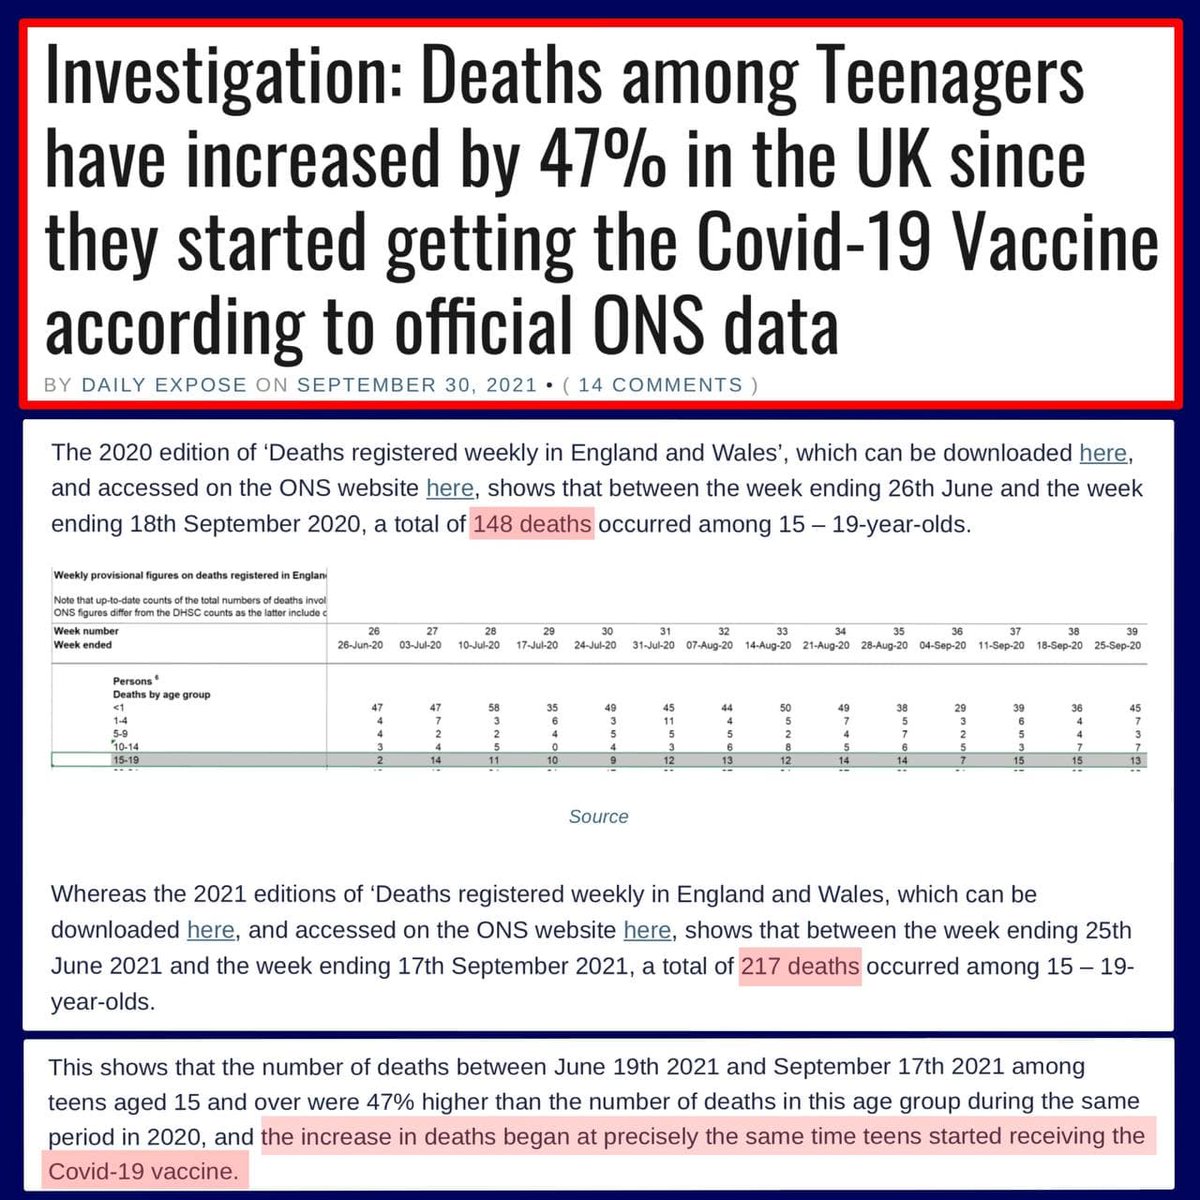 Investigation: Deaths among Teenagers
have increased by 47% in the UK since
they started getting the Covid-19 Vaccine
according to official ONS data
BY DAILY EXPOSE ON SEPTEMBER 30, 2021 • ( 14 COMMENTS )
The 2020 edition of ‘Deaths registered weekly in England and Wales’, which can be downloaded here,
and accessed on the ONS website here, shows that between the week ending 26th June and the week
ending 18th September 2020, a total of 148 deaths occurred among 15 – 19-year-olds.
Weekly provisional figures on deaths registered in Englan
Note that up-to-date counts of the total numbers of deaths invol
ONS figures differ from the DHSC counts as the latter include c
Week number 26 27 28 29 30 31 32 33 34 35 36 37 38 39
Week ended 26-Jun-20 03-Jul-20 10-Jul-20 17-Jul-20 24-Jul-20 31-Jul-20 07-Aug-20 14-Aug-20 21-Aug-20 28-Aug-20 04-Sep-20 11-Sep-20 18-Sep-20 25-Sep-20
Persons 6
Deaths by age group
<1 47 47 58 35 49 45 44 50 49 38 29 39 36 45
1-4 4 7 3 6 3 11 4 5 7 5 3 6 4 7
5-9 4 2 2 4 5 5 5 2 4 7 2 5 4 3
10-14 3 4 5 0 4 3 6 8 5 6 5 3 7 7
15-19 2 14 11 10 9 12 13 12 14 14 7 15 15 13
Source
Whereas the 2021 editions of ‘Deaths registered weekly in England and Wales, which can be
downloaded here, and accessed on the ONS website here, shows that between the week ending 25th
June 2021 and the week ending 17th September 2021, a total of 217 deaths occurred among 15 – 19-
year-olds.
This shows that the number of deaths between June 19th 2021 and September 17th 2021 among
teens aged 15 and over were 47% higher than the number of deaths in this age group during the same
period in 2020, and the increase in deaths began at precisely the same time teens started receiving the
Covid-19 vaccine.